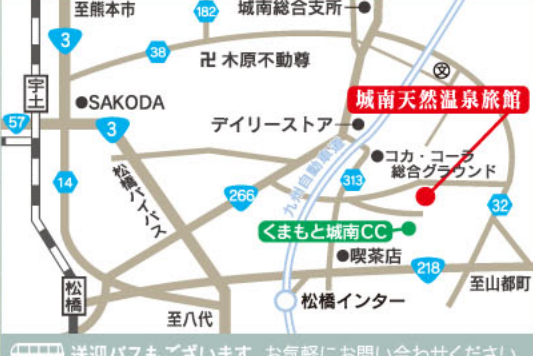 至熊本市
182
城南総合支所
3
38
卍 木原不動尊
文
宇土
SAKODA
城南天然温泉旅館
57
3
デイリーストア
コカ・コーラ
総合グラウンド
九州自動車道
松橋バイパス
14
266
313
32
くまもと城南CC
喫茶店
218
松橋
松橋インター
至山都町
至八代
送迎バスもございます。お気軽にお問い合わせください。